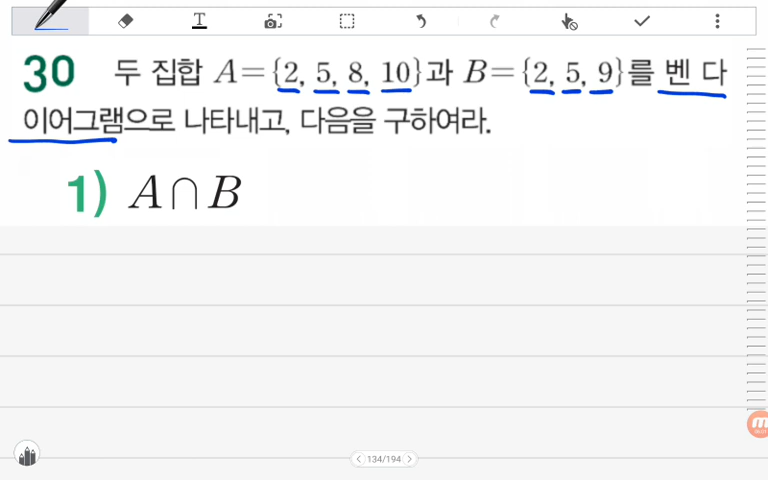 T
30 두 집합 A={2, 5, 8, 10}과 B={2, 5, 9}를 벤 다
이어그램으로 나타내고, 다음을 구하여라.
1) A∩B
134/194